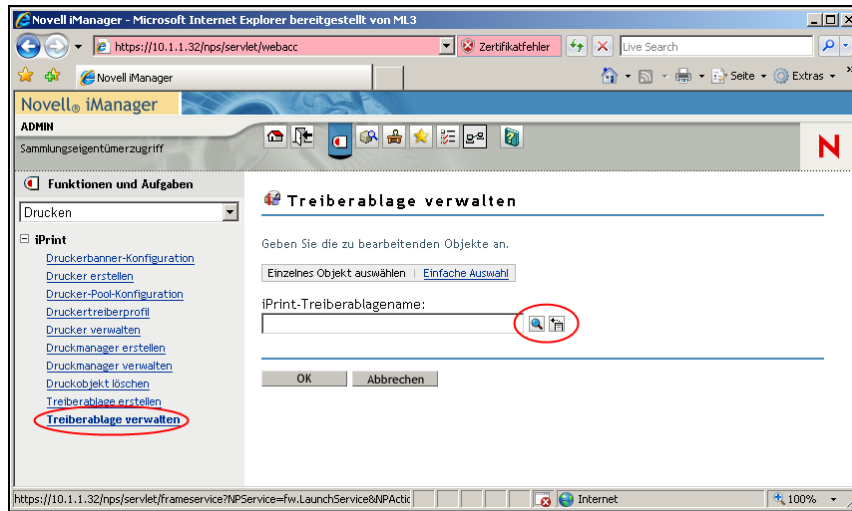 Novell iManager - Microsoft Internet Explorer bereitgestellt von ML3
https://10.1.1.32/nps/servlet/webacc
Zertifikatfehler
Live Search
Novell iManager
Seite
Extras
Novell® iManager
ADMIN
Sammlungseigentümerzugriff
N
Funktionen und Aufgaben
Drucken
iPrint
Druckerbanner-Konfiguration
Drucker erstellen
Drucker-Pool-Konfiguration
Druckertreiberprofil
Drucker verwalten
Druckmanager erstellen
Druckmanager verwalten
Druckobjekt löschen
Treiberablage erstellen
Treiberablage verwalten
Treiberablage verwalten
Geben Sie die zu bearbeitenden Objekte an.
Einzelnes Objekt auswählen | Einfache Auswahl
iPrint-Treiberablagename:
OK
Abbrechen
https://10.1.1.32/nps/servlet/frameservice?NPService=fw.LaunchService&NPActic
Internet
100%